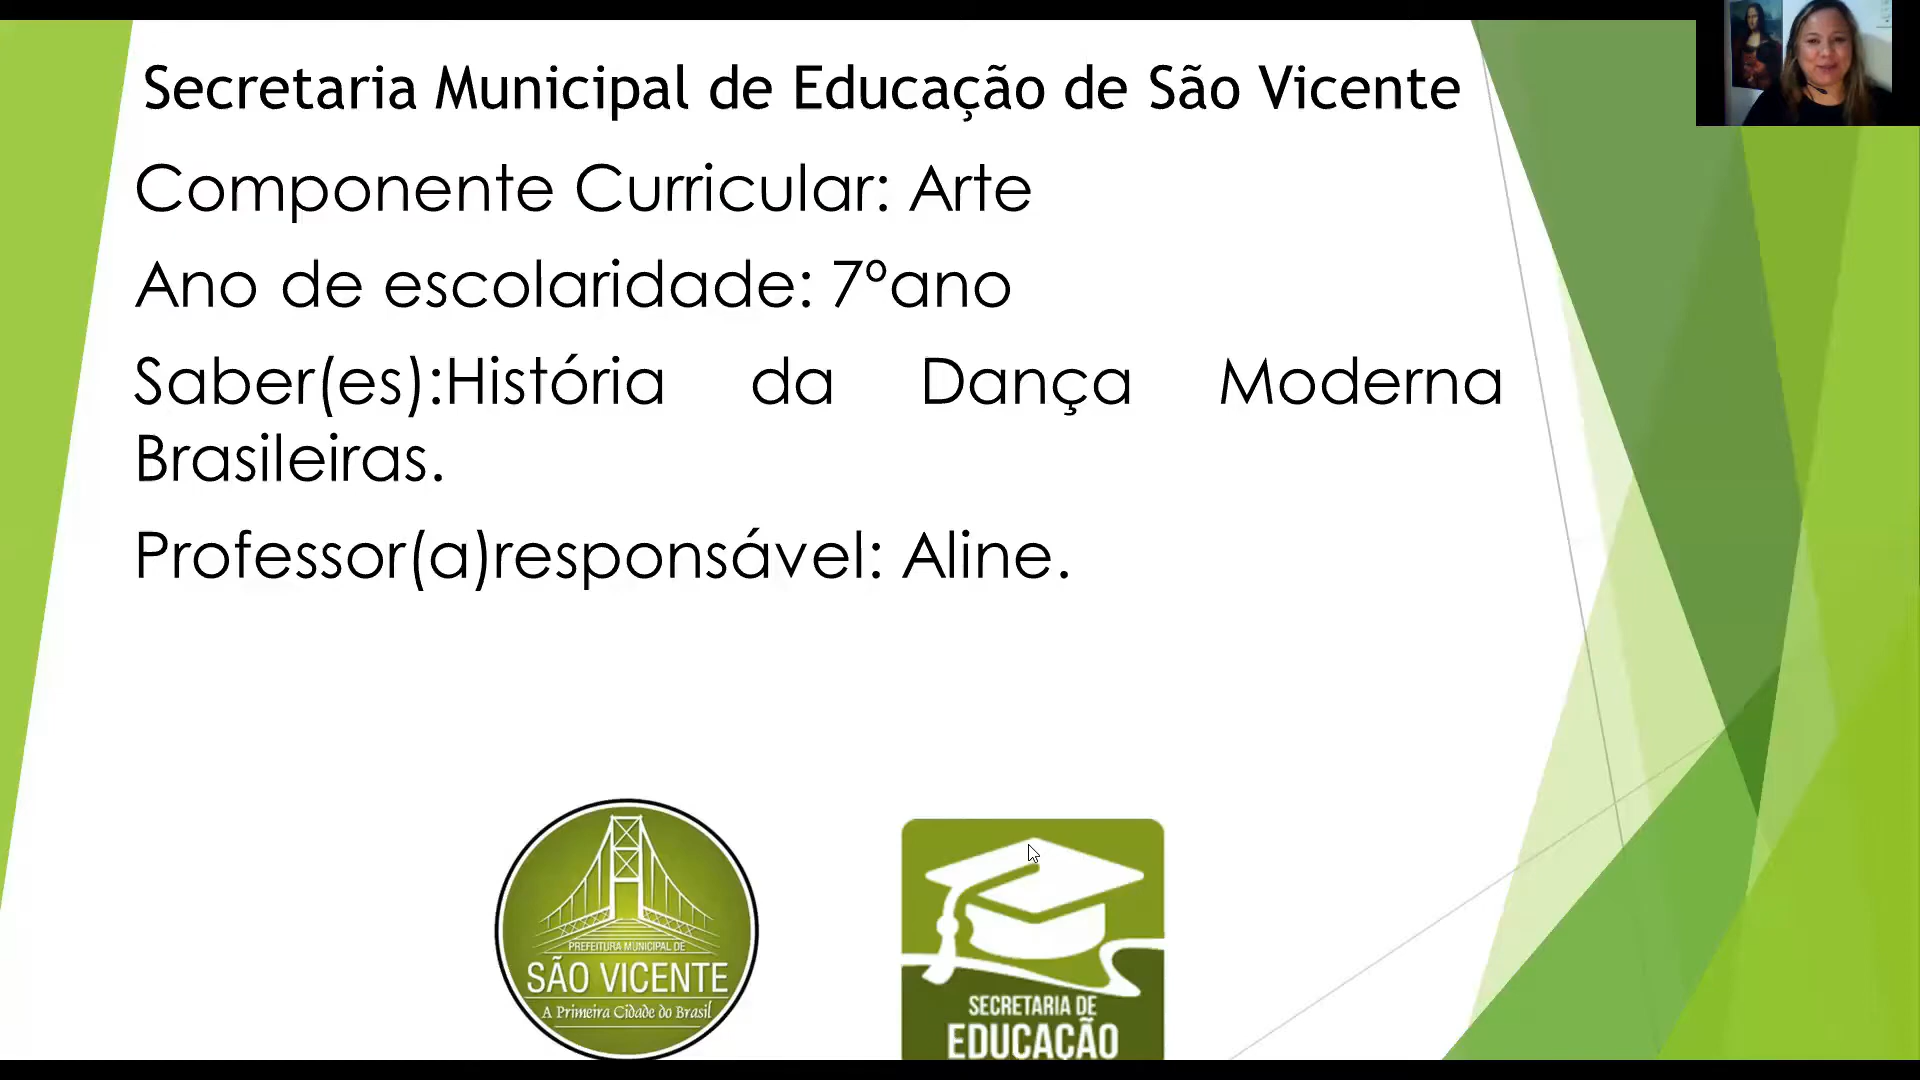 Secretaria Municipal de Educação de São Vicente
Componente Curricular: Arte
Ano de escolaridade: 7ºano
Saber(es):História da Dança Moderna
Brasileiras.
Professor(a)responsável: Aline.
PREFEITURA MUNICIPAL DE
SÃO VICENTE
A Primeira Cidade do Brasil
SECRETARIA DE
EDUCAÇÃO